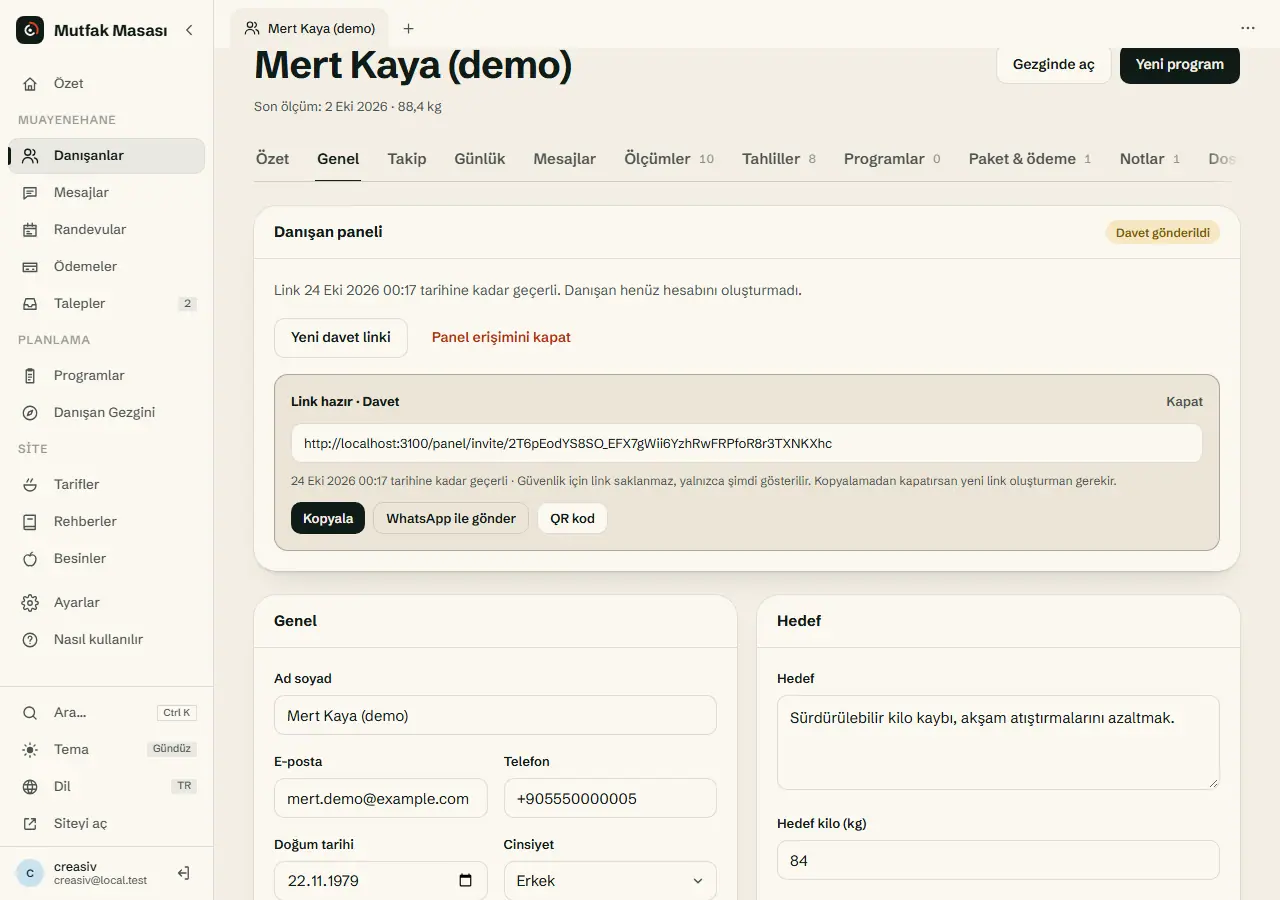 Mutfak Masası
Özet
MUAYENEHANE
Danışanlar
Mesajlar
Randevular
Ödemeler
Talepler 2
PLANLAMA
Programlar
Danışan Gezgini
SİTE
Tarifler
Rehberler
Besinler
Ayarlar
Nasıl kullanılır
Ara... Ctrl K
Tema Gündüz
Dil TR
Siteyi aç
c creasiv
creasiv@local.test
Mert Kaya (demo)
Mert Kaya (demo)
Gezginde aç Yeni program
Son ölçüm: 2 Eki 2026 · 88,4 kg
Özet Genel Takip Günlük Mesajlar Ölçümler 10 Tahliller 8 Programlar 0 Paket & ödeme 1 Notlar 1 Dos
Danışan paneli Davet gönderildi
Link 24 Eki 2026 00:17 tarihine kadar geçerli. Danışan henüz hesabını oluşturmadı.
Yeni davet linki Panel erişimini kapat
Link hazır · Davet Kapat
http://localhost:3100/panel/invite/2T6pEodYS8SO_EFX7gWii6YzhRwFRPfoR8r3TXNKXhc
24 Eki 2026 00:17 tarihine kadar geçerli · Güvenlik için link saklanmaz, yalnızca şimdi gösterilir. Kopyalamadan kapatırsan yeni link oluşturman gerekir.
Kopyala WhatsApp ile gönder QR kod
Genel
Ad soyad
Mert Kaya (demo)
E-posta Telefon
mert.demo@example.com +905550000005
Doğum tarihi Cinsiyet
22.11.1979 Erkek
Hedef
Hedef
Sürdürülebilir kilo kaybı, akşam atıştırmalarını azaltmak.
Hedef kilo (kg)
84